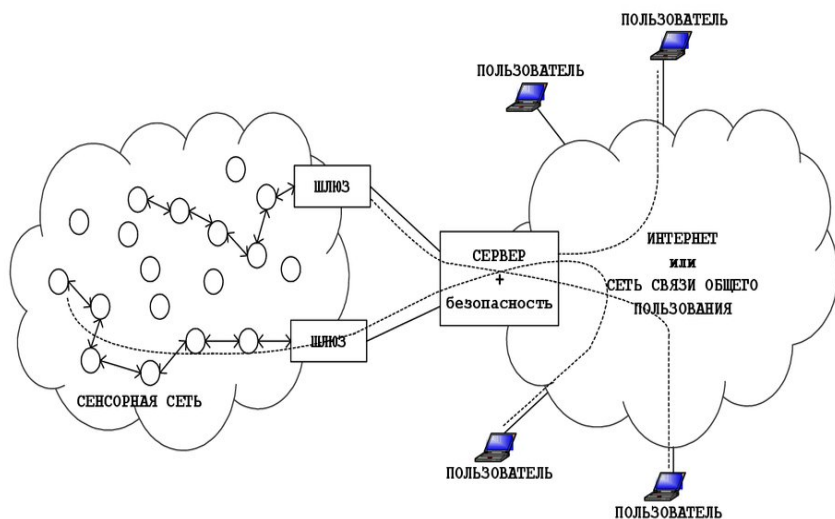 ПОЛЬЗОВАТЕЛЬ
ПОЛЬЗОВАТЕЛЬ
ШЛЮЗ
СЕРВЕР
+
безопасность
ИНТЕРНЕТ
или
СЕТЬ СВЯЗИ ОБЩЕГО
ПОЛЬЗОВАНИЯ
ШЛЮЗ
СЕНСОРНАЯ СЕТЬ
ПОЛЬЗОВАТЕЛЬ
ПОЛЬЗОВАТЕЛЬ